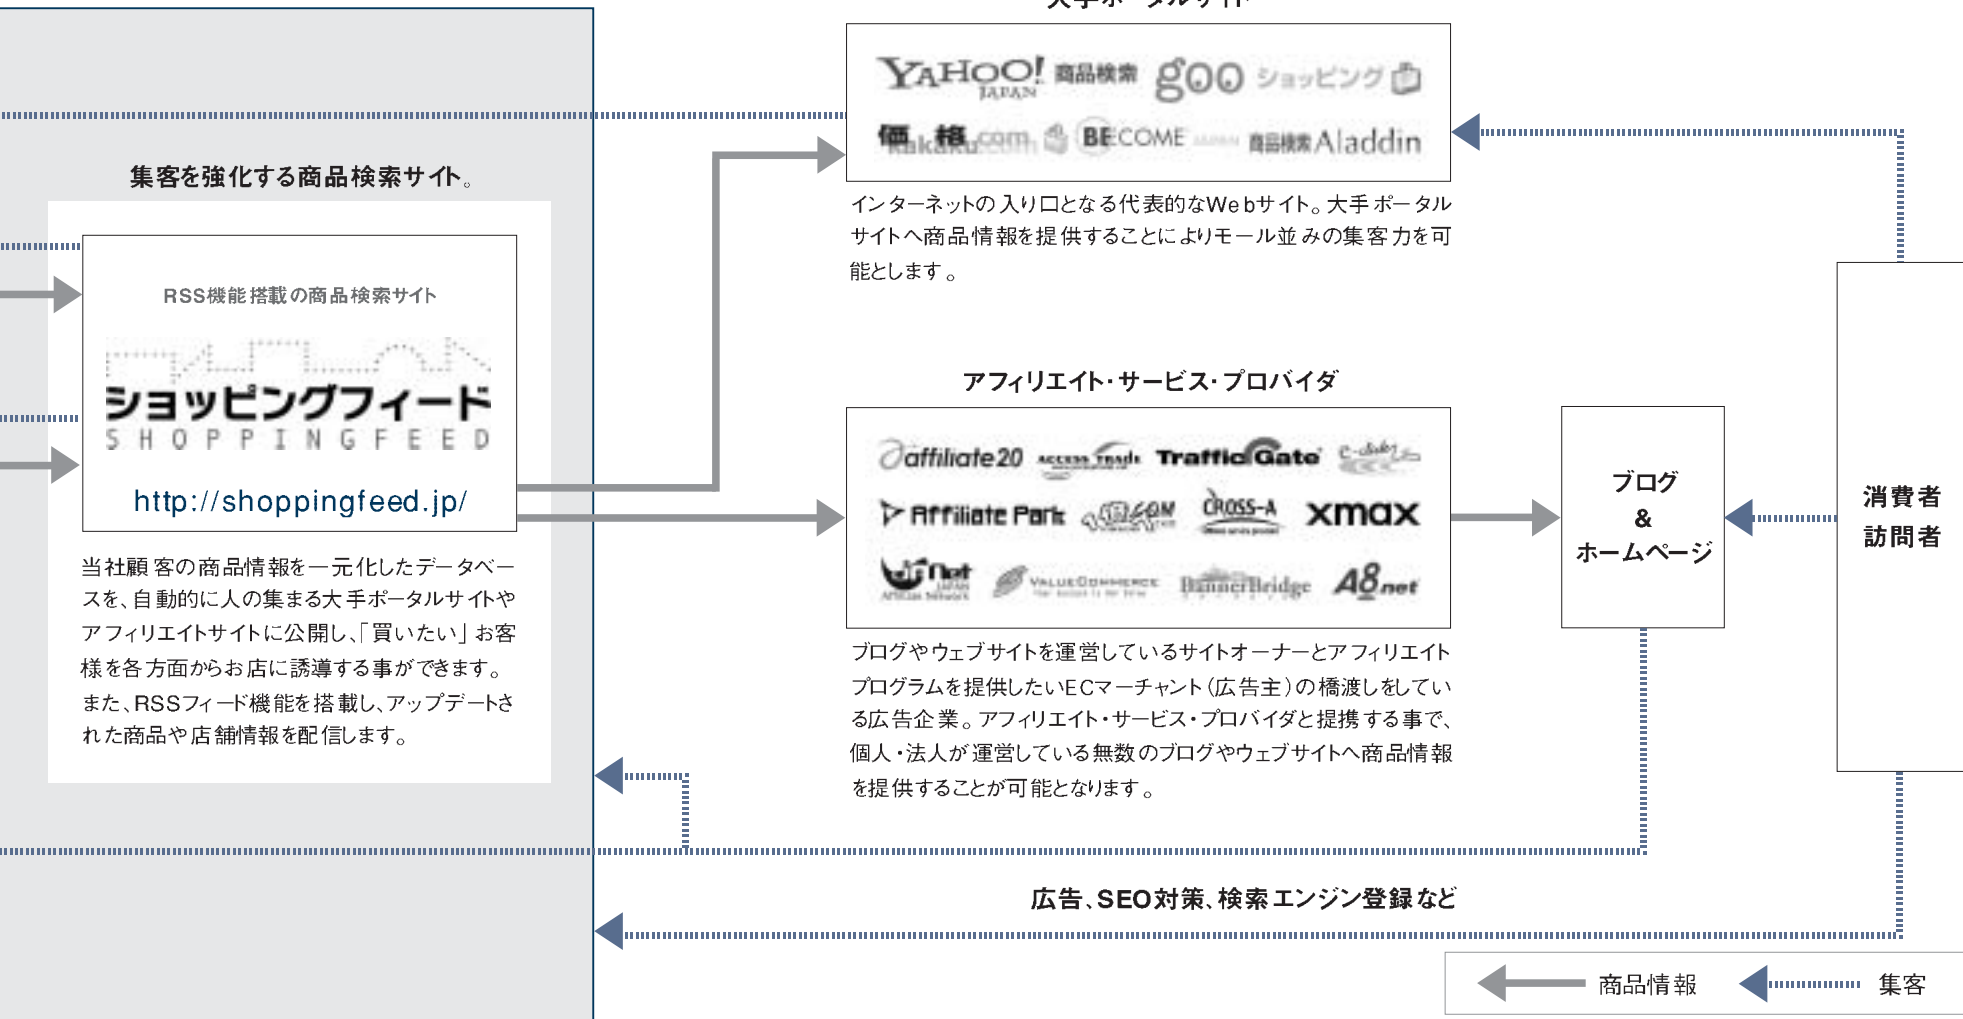 大手ポータルサイト
YAHOO! JAPAN 商品検索 goo ショッピング
価格.com BECOME JAPAN 商品検索 Aladdin
インターネットの入り口となる代表的なWebサイト。大手ポータル
サイトへ商品情報を提供することによりモール並みの集客力を可
能とします。
集客を強化する商品検索サイト。
RSS機能搭載の商品検索サイト
ショッピングフィード
SHOPPINGFEED
http://shoppingfeed.jp/
当社顧客の商品情報を一元化したデータベー
スを、自動的に人の集まる大手ポータルサイトや
アフィリエイトサイトに公開し、「買いたい」お客
様を各方面からお店に誘導する事ができます。
また、RSSフィード機能を搭載し、アップデートさ
れた商品や店舗情報を配信します。
アフィリエイト・サービス・プロバイダ
affiliate20 ACCESS TRADE TrafficGate
Affiliate Park CROSS-A xmax
net JAPAN VALUECOMMERCE BannerBridge A8.net
ブログやウェブサイトを運営しているサイトオーナーとアフィリエイト
プログラムを提供したいECマーチャント(広告主)の橋渡しをしてい
る広告企業。アフィリエイト・サービス・プロバイダと提携する事で、
個人・法人が運営している無数のブログやウェブサイトへ商品情報
を提供することが可能となります。
ブログ
&
ホームページ
消費者
訪問者
広告、SEO対策、検索エンジン登録など
商品情報 集客